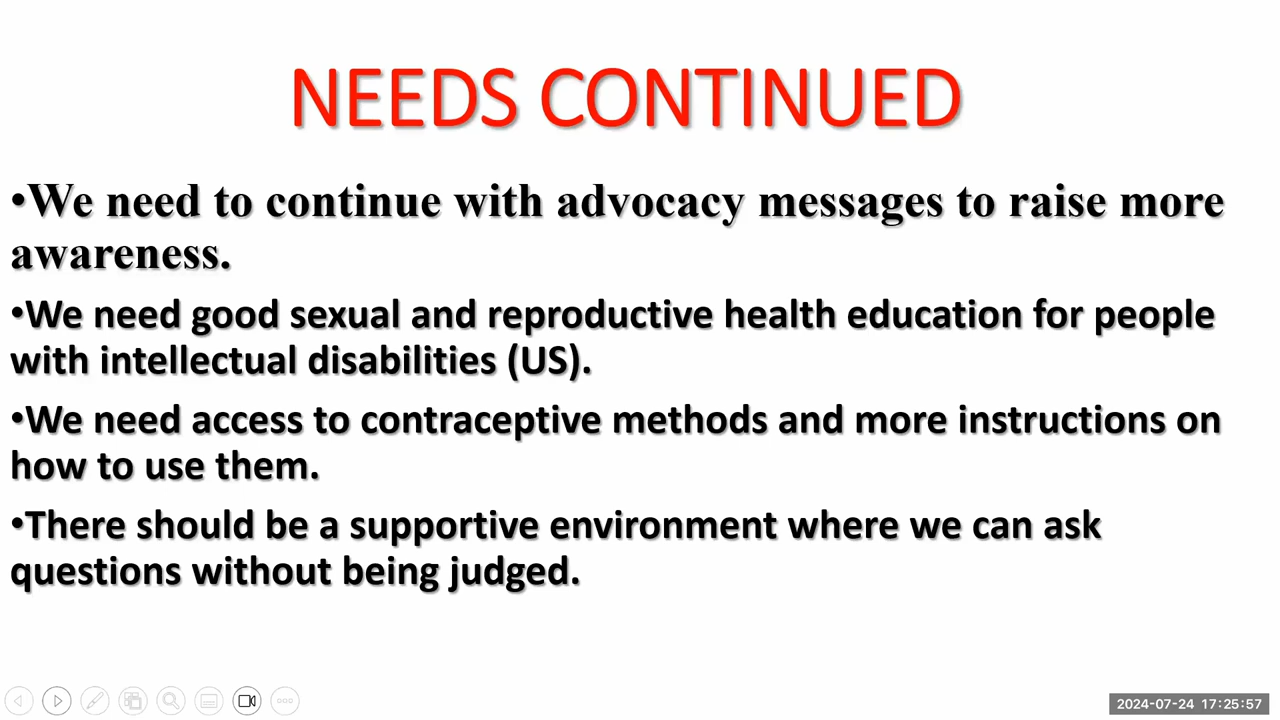 NEEDS CONTINUED
•We need to continue with advocacy messages to raise more
awareness.
•We need good sexual and reproductive health education for people
with intellectual disabilities (US).
•We need access to contraceptive methods and more instructions on
how to use them.
•There should be a supportive environment where we can ask
questions without being judged.
2024-07-24 17:25:57